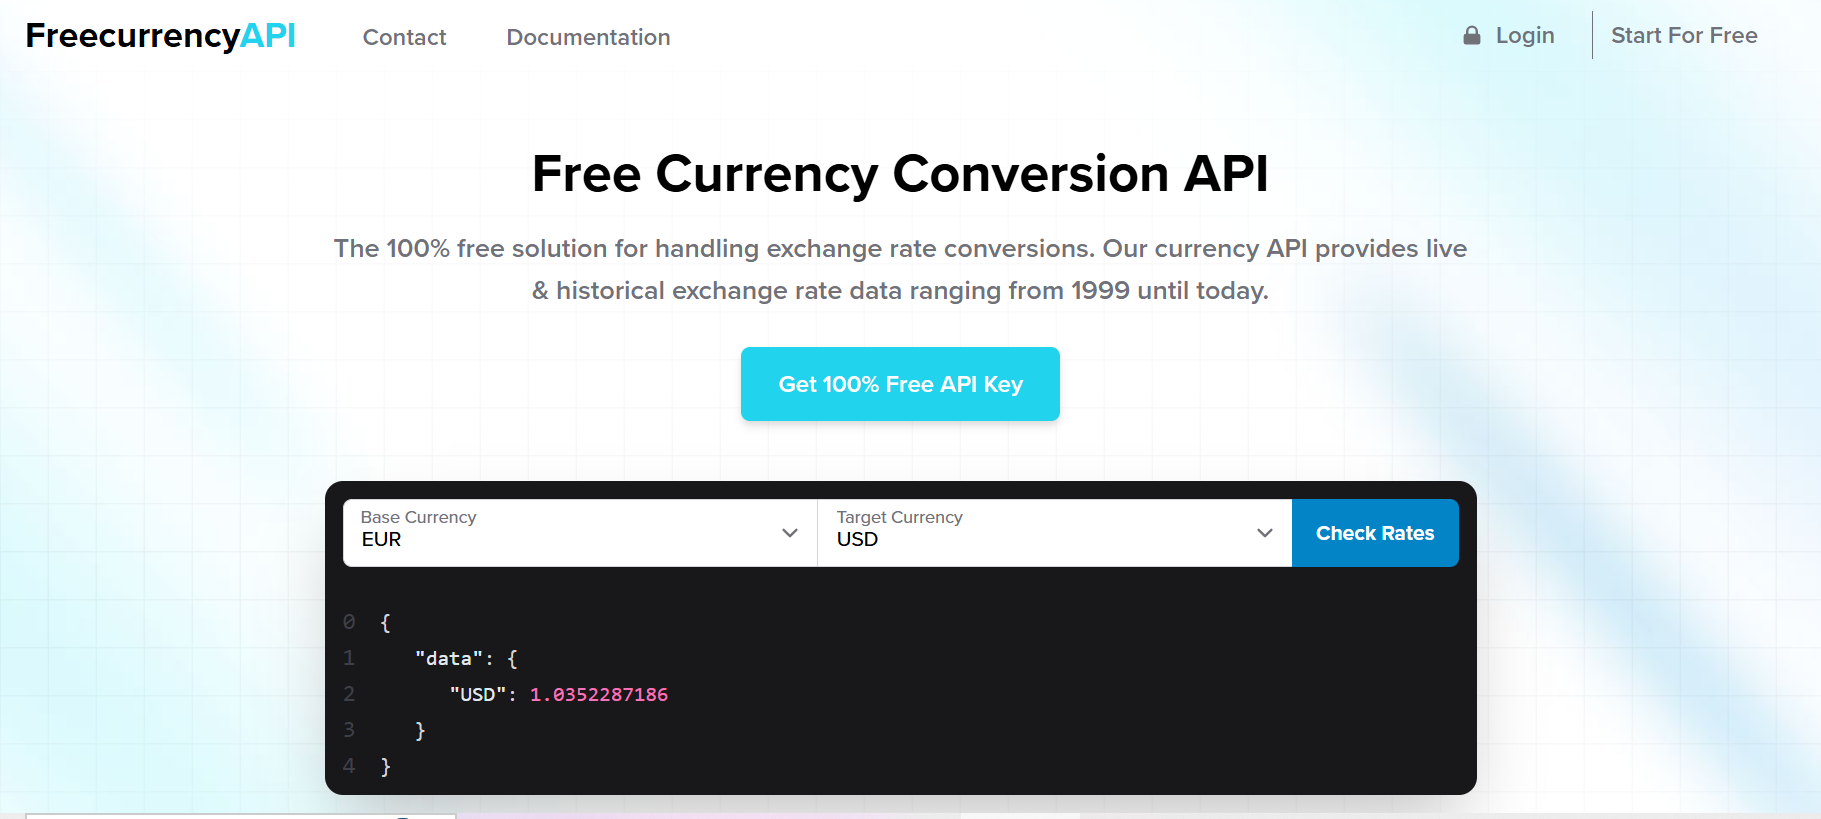 FreecurrencyAPI Contact Documentation Login Start For Free
Free Currency Conversion API
The 100% free solution for handling exchange rate conversions. Our currency API provides live
& historical exchange rate data ranging from 1999 until today.
Get 100% Free API Key
Base Currency Target Currency
EUR USD Check Rates
0 {
1 "data": {
2 "USD": 1.0352287186
3 }
4 }